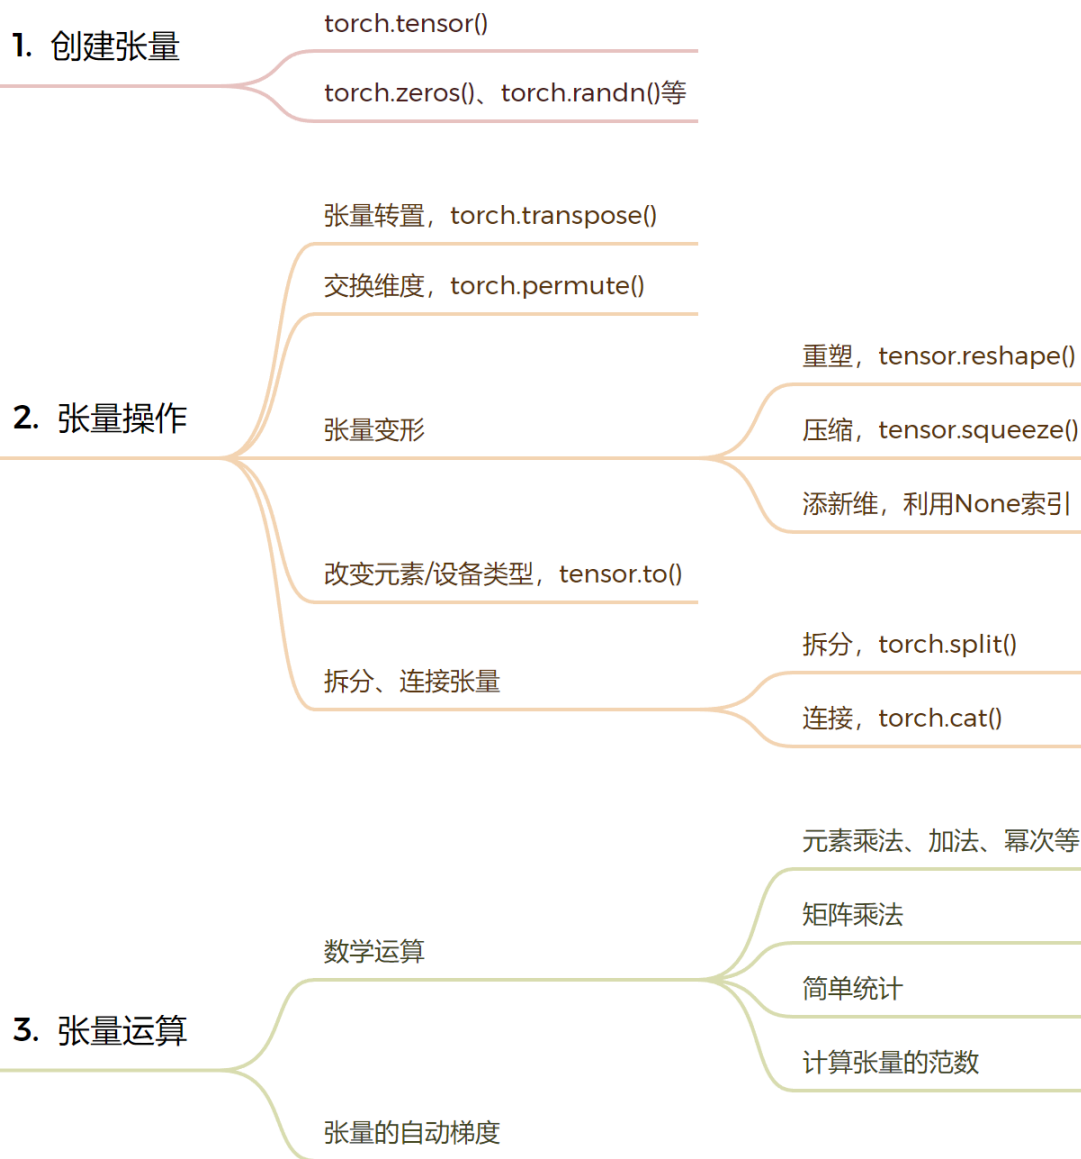 1. 创建张量
torch.tensor()
torch.zeros()、torch.randn()等
2. 张量操作
张量转置，torch.transpose()
交换维度，torch.permute()
张量变形
重塑，tensor.reshape()
压缩，tensor.squeeze()
添新维，利用None索引
改变元素/设备类型，tensor.to()
拆分、连接张量
拆分，torch.split()
连接，torch.cat()
3. 张量运算
数学运算
元素乘法、加法、幂次等
矩阵乘法
简单统计
计算张量的范数
张量的自动梯度